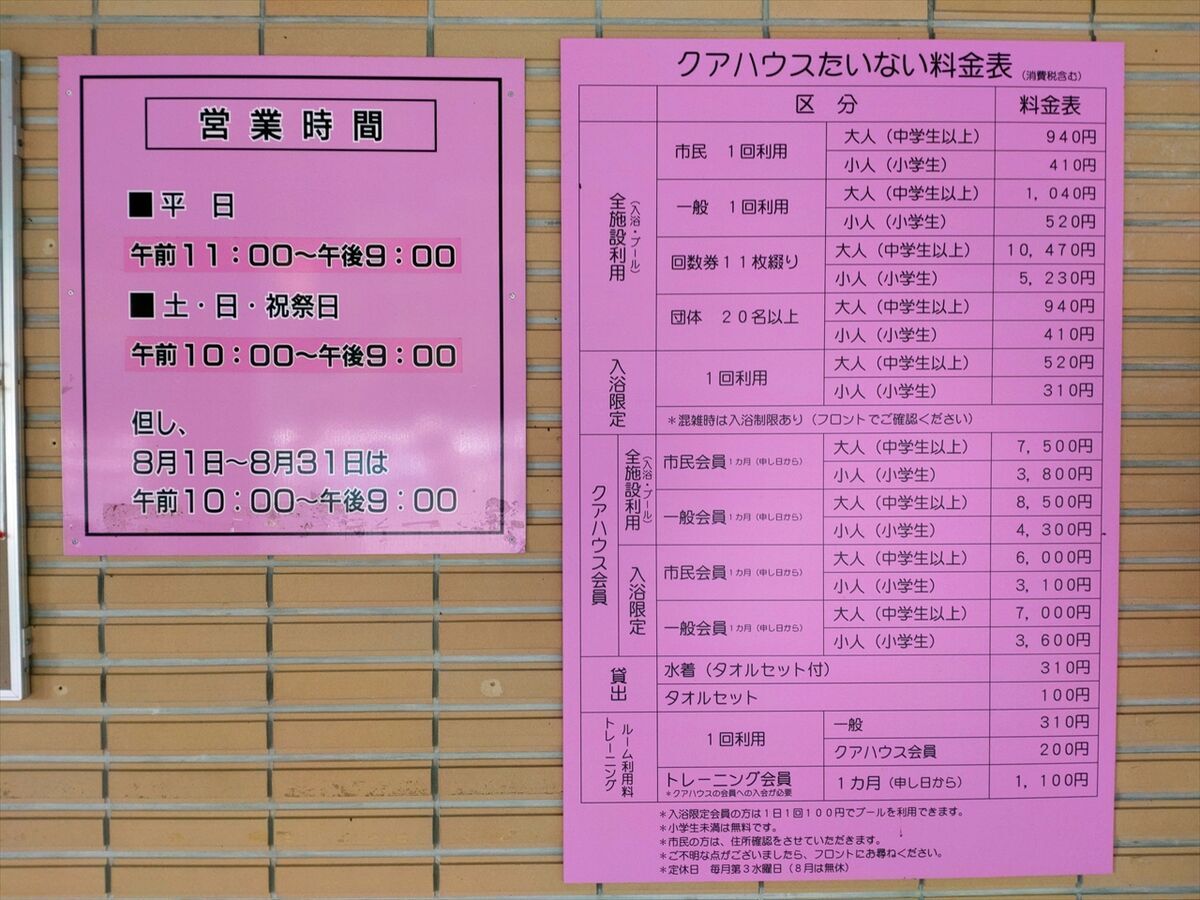 営業時間
■平 日
午前11:00～午後9:00
■土・日・祝祭日
午前10:00～午後9:00
但し、
8月1日～8月31日は
午前10:00～午後9:00
クアハウスたいない料金表（消費税含む）
区 分 料金表
全施設利用（入浴・プール）
市民 1回利用 大人（中学生以上） 940円
小人（小学生） 410円
一般 1回利用 大人（中学生以上） 1,040円
小人（小学生） 520円
回数券11枚綴り 大人（中学生以上） 10,470円
小人（小学生） 5,230円
団体 20名以上 大人（中学生以上） 940円
小人（小学生） 410円
入浴限定
1回利用 大人（中学生以上） 520円
小人（小学生） 310円
＊混雑時は入浴制限あり（フロントでご確認ください）
クアハウス会員
全施設利用（入浴・プール）
市民会員1カ月（申し日から） 大人（中学生以上） 7,500円
小人（小学生） 3,800円
一般会員1カ月（申し日から） 大人（中学生以上） 8,500円
小人（小学生） 4,300円
入浴限定
市民会員1カ月（申し日から） 大人（中学生以上） 6,000円
小人（小学生） 3,100円
一般会員1カ月（申し日から） 大人（中学生以上） 7,000円
小人（小学生） 3,600円
貸出
水着（タオルセット付） 310円
タオルセット 100円
トレーニング
ルーム利用料
1回利用 一般 310円
クアハウス会員 200円
トレーニング会員 1カ月（申し日から） 1,100円
＊クアハウスの会員への入会が必要
＊入浴限定会員の方は1日1回100円でプールを利用できます。
＊小学生未満は無料です。
＊市民の方は、住所確認をさせていただきます。
＊ご不明な点がございましたら、フロントにお尋ねください。
＊定休日 毎月第3水曜日（8月は無休）